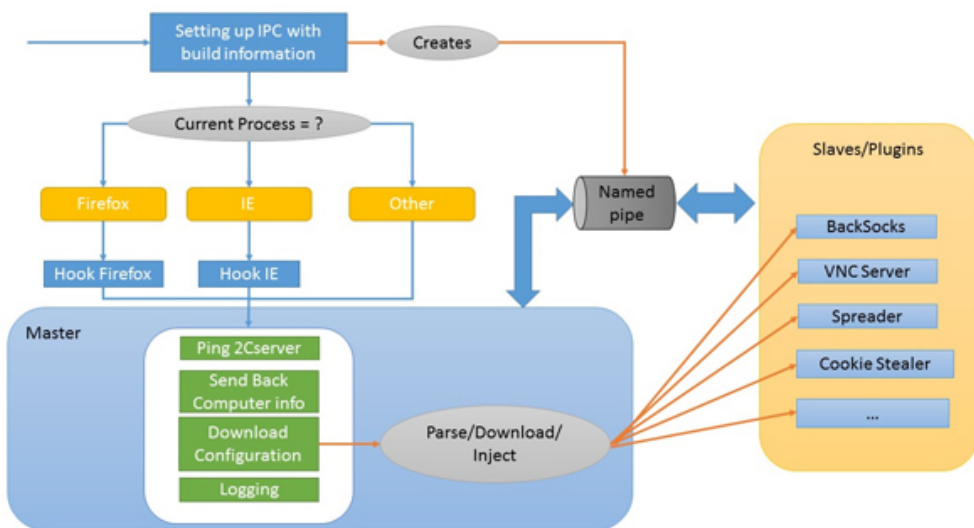 Setting up IPC with
build information
Creates
Current Process = ?
Firefox
IE
Other
Hook Firefox
Hook IE
Named
pipe
Slaves/Plugins
BackSocks
VNC Server
Spreader
Cookie Stealer
...
Master
Ping 2Cserver
Send Back
Computer info
Download
Configuration
Logging
Parse/Download/
Inject